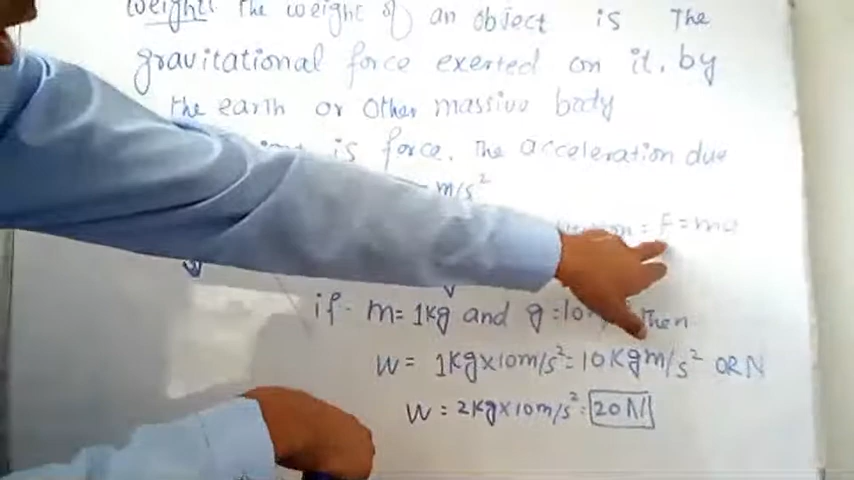 Weight: The weight of an object is The
gravitational force exerted on it, by
the earth or other massive body
is force. The acceleration due
m/s²
= F = ma
if m = 1kg and g = 10 Then
W = 1kg×10m/s² = 10kgm/s² OR N
W = 2kg×10m/s² = 20N